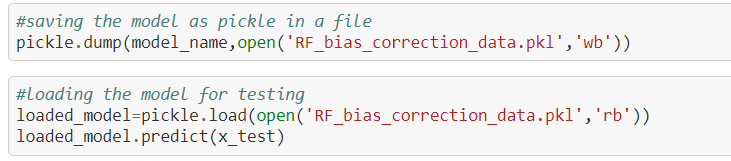 #saving the model as pickle in a file
pickle.dump(model_name,open('RF_bias_correction_data.pkl','wb'))
#loading the model for testing
loaded_model=pickle.load(open('RF_bias_correction_data.pkl','rb'))
loaded_model.predict(x_test)